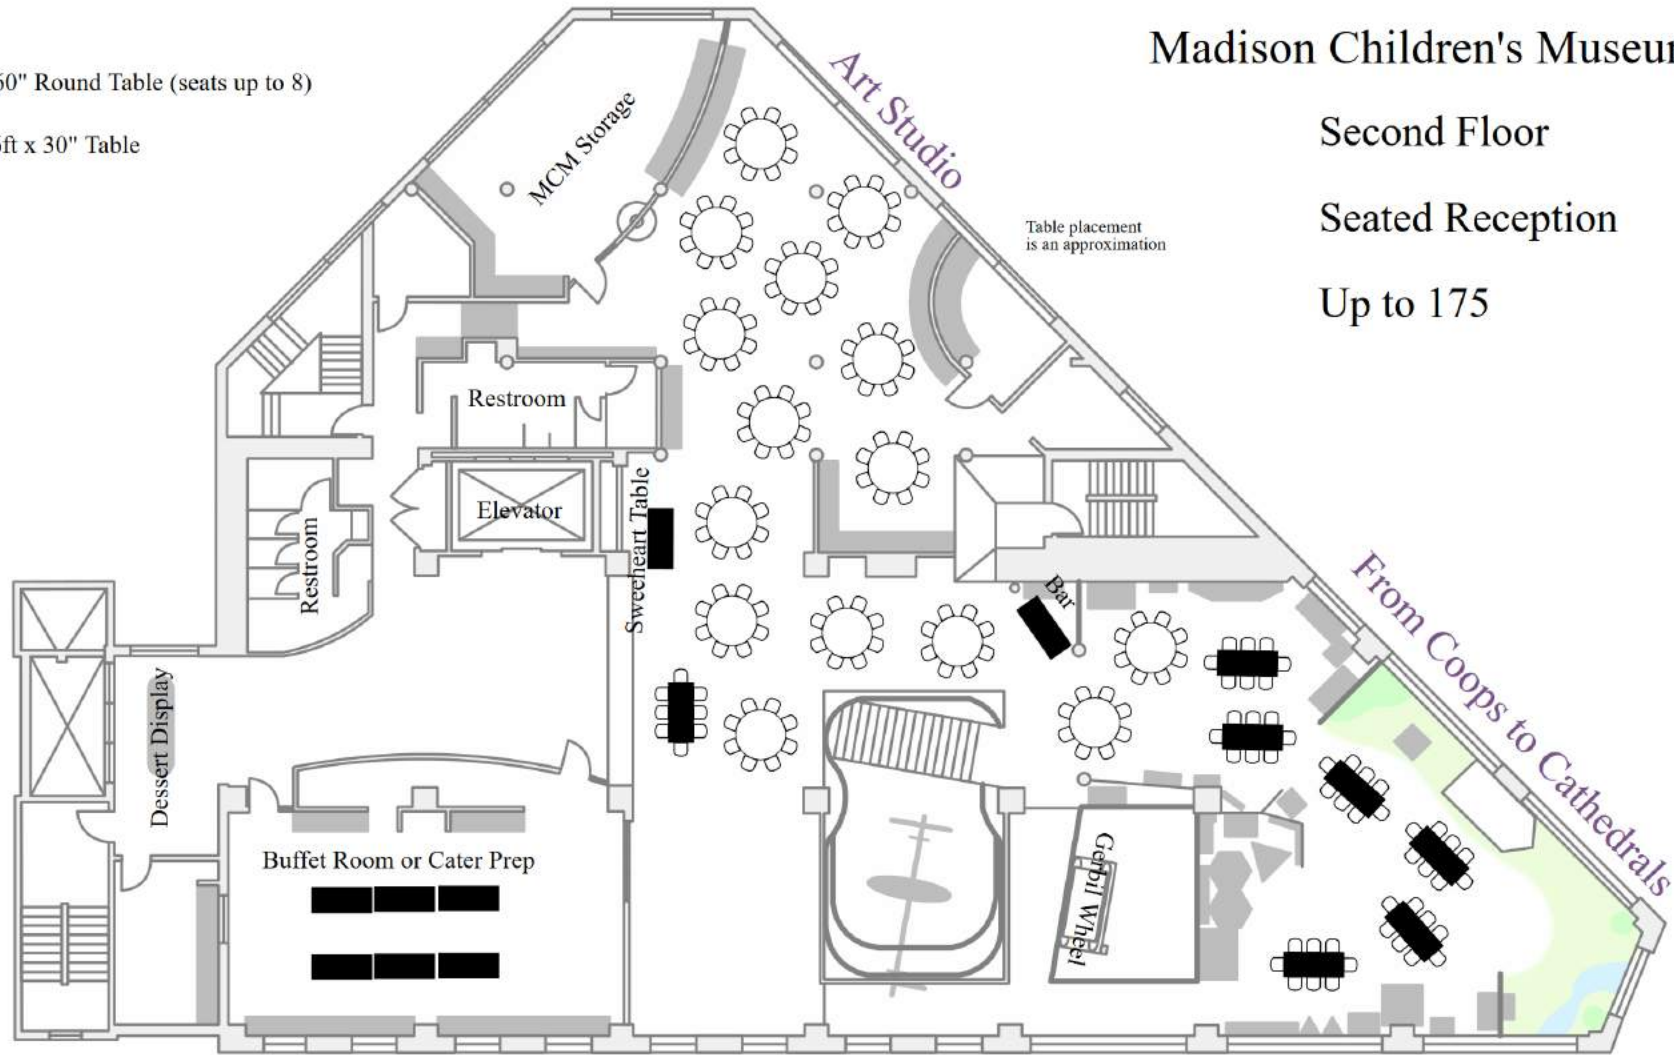 60" Round Table (seats up to 8)
6ft x 30" Table
Madison Children's Museum
Second Floor
Seated Reception
Up to 175
Table placement
is an approximation
Art Studio
MCM Storage
Restroom
Elevator
Sweeheart Table
Restroom
Bar
From Coops to Cathedrals
Dessert Display
Buffet Room or Cater Prep
Gerbil Wheel